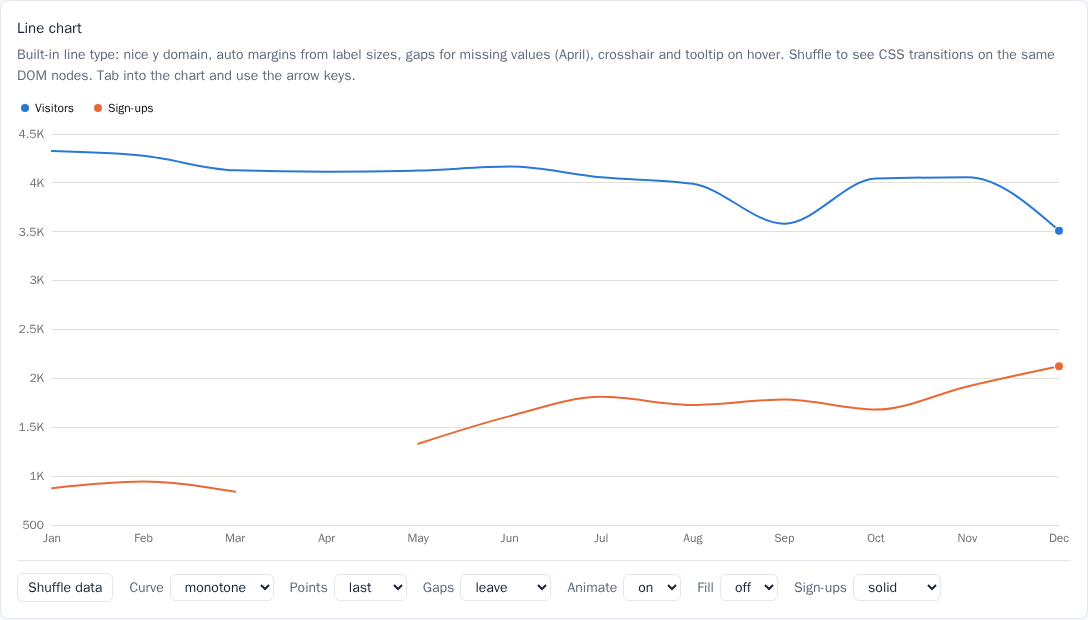 Line chart
Built-in line type: nice y domain, auto margins from label sizes, gaps for missing values (April), crosshair and tooltip on hover. Shuffle to see CSS transitions on the same
DOM nodes. Tab into the chart and use the arrow keys.
Visitors Sign-ups
4.5K
4K
3.5K
3K
2.5K
2K
1.5K
1K
500
Jan Feb Mar Apr May Jun Jul Aug Sep Oct Nov Dec
Shuffle data Curve monotone Points last Gaps leave Animate on Fill off Sign-ups solid